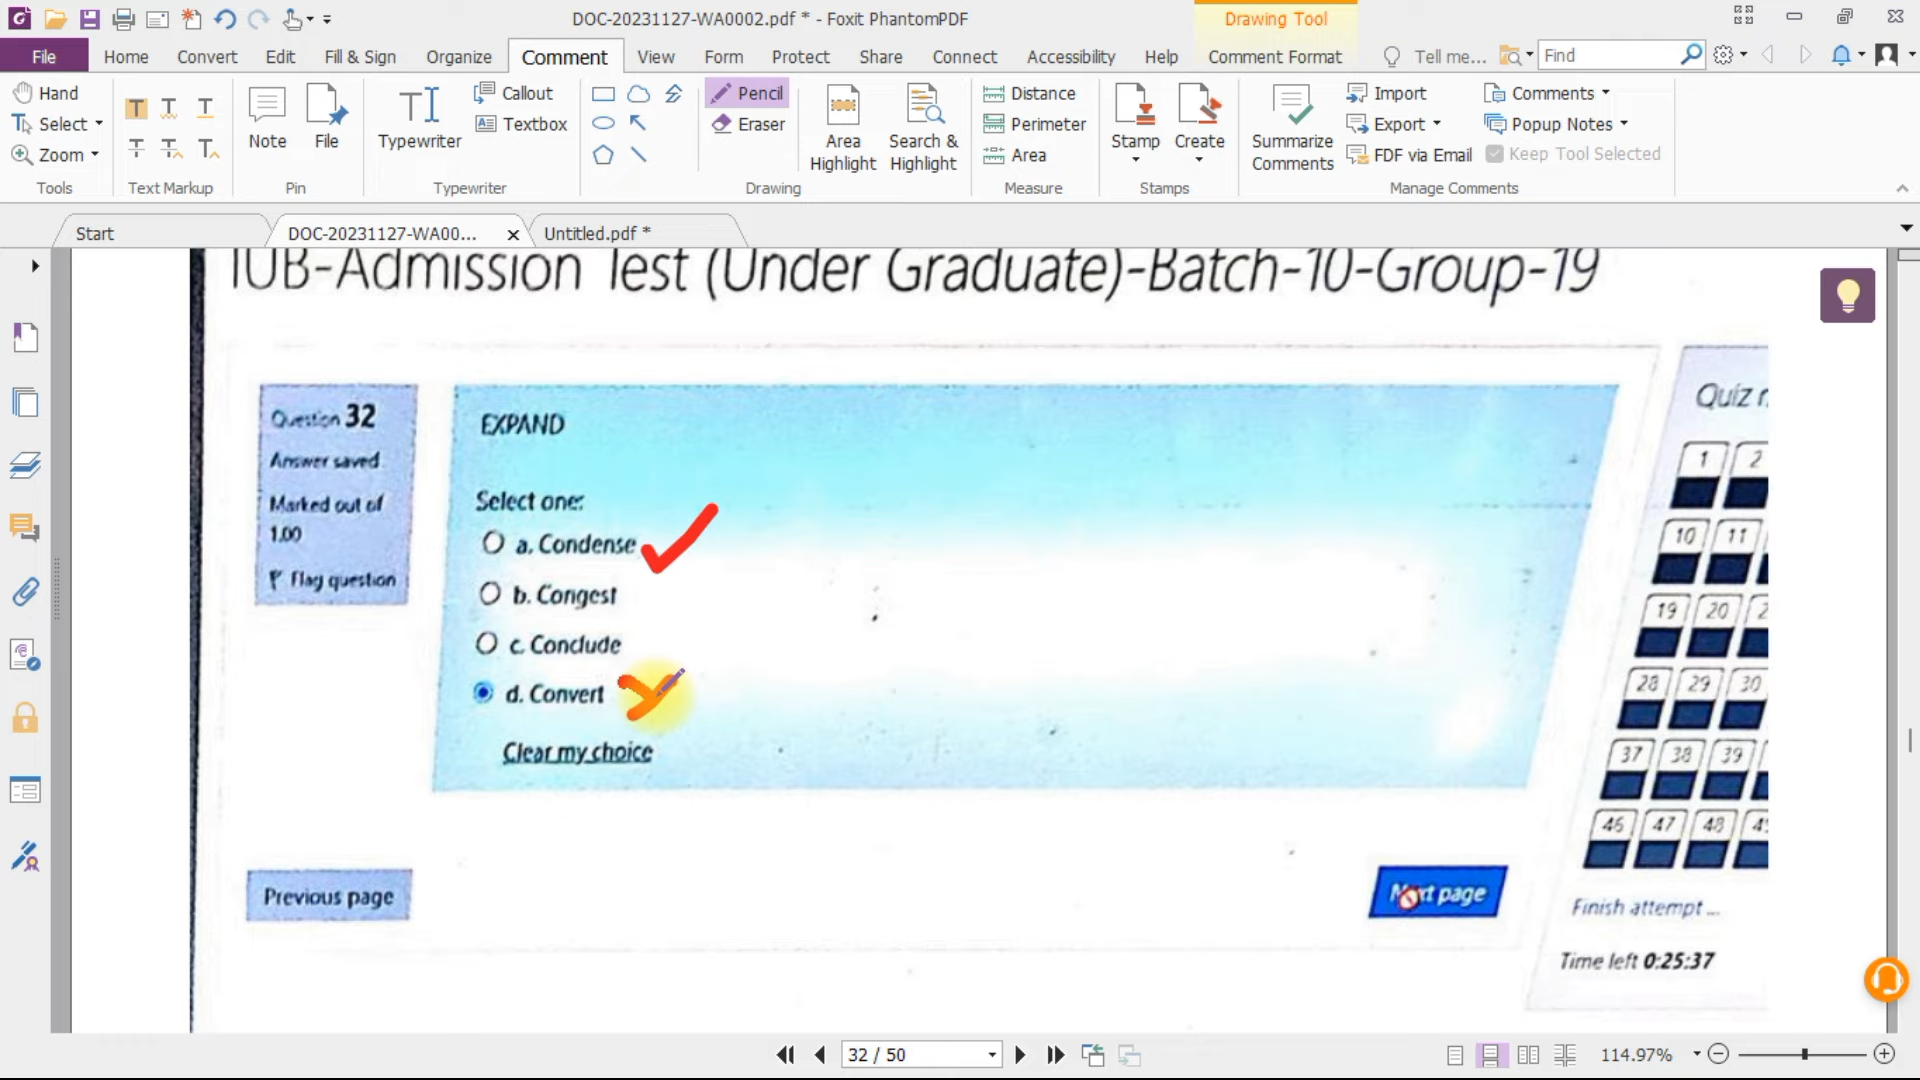 DOC-20231127-WA0002.pdf * - Foxit PhantomPDF
Drawing Tool
File
Home
Convert
Edit
Fill & Sign
Organize
Comment
View
Form
Protect
Share
Connect
Accessibility
Help
Comment Format
Tell me...
Find
Hand
Select
Zoom
Tools
Text Markup
Note
File
Pin
Typewriter
Callout
Textbox
Typewriter
Pencil
Eraser
Area Highlight
Search & Highlight
Drawing
Distance
Perimeter
Area
Measure
Stamp
Create
Stamps
Summarize Comments
Import
Export
FDF via Email
Comments
Popup Notes
Keep Tool Selected
Manage Comments
Start
DOC-20231127-WA00...
Untitled.pdf *
IUB-Admission Test (Under Graduate)-Batch-10-Group-19
Question 32
Answer saved
Marked out of
1.00
Flag question
EXPAND
Select one:
a. Condense
b. Congest
c. Conclude
d. Convert
Clear my choice
Previous page
Next page
Quiz
1 2
10 11
19 20
28 29 30
37 38 39
46 47 48
Finish attempt ...
Time left 0:25:37
32 / 50
114.97%